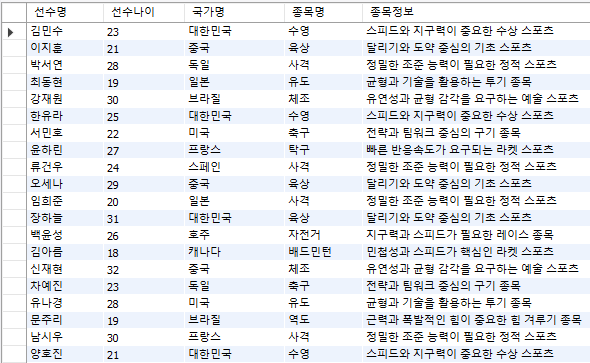 선수명 선수나이 국가명 종목명 종목정보
김민수 23 대한민국 수영 스피드와 지구력이 중요한 수상 스포츠
이지훈 21 중국 육상 달리기와 도약 중심의 기초 스포츠
박서연 28 독일 사격 정밀한 조준 능력이 필요한 정적 스포츠
최동현 19 일본 유도 균형과 기술을 활용하는 투기 종목
강재원 30 브라질 체조 유연성과 균형 감각을 요구하는 예술 스포츠
한유라 25 대한민국 수영 스피드와 지구력이 중요한 수상 스포츠
서민호 22 미국 축구 전략과 팀워크 중심의 구기 종목
윤하린 27 프랑스 탁구 빠른 반응속도가 요구되는 라켓 스포츠
류건우 24 스페인 사격 정밀한 조준 능력이 필요한 정적 스포츠
오세나 29 중국 육상 달리기와 도약 중심의 기초 스포츠
임희준 20 일본 사격 정밀한 조준 능력이 필요한 정적 스포츠
장하늘 31 대한민국 육상 달리기와 도약 중심의 기초 스포츠
백윤성 26 호주 자전거 지구력과 스피드가 필요한 레이스 종목
김아름 18 캐나다 배드민턴 민첩성과 스피드가 핵심인 라켓 스포츠
신재현 32 중국 체조 유연성과 균형 감각을 요구하는 예술 스포츠
차예진 23 독일 축구 전략과 팀워크 중심의 구기 종목
유나경 28 미국 유도 균형과 기술을 활용하는 투기 종목
문주리 19 브라질 역도 근력과 폭발적인 힘이 중요한 힘 겨루기 종목
남시우 30 프랑스 사격 정밀한 조준 능력이 필요한 정적 스포츠
양호진 21 대한민국 수영 스피드와 지구력이 중요한 수상 스포츠